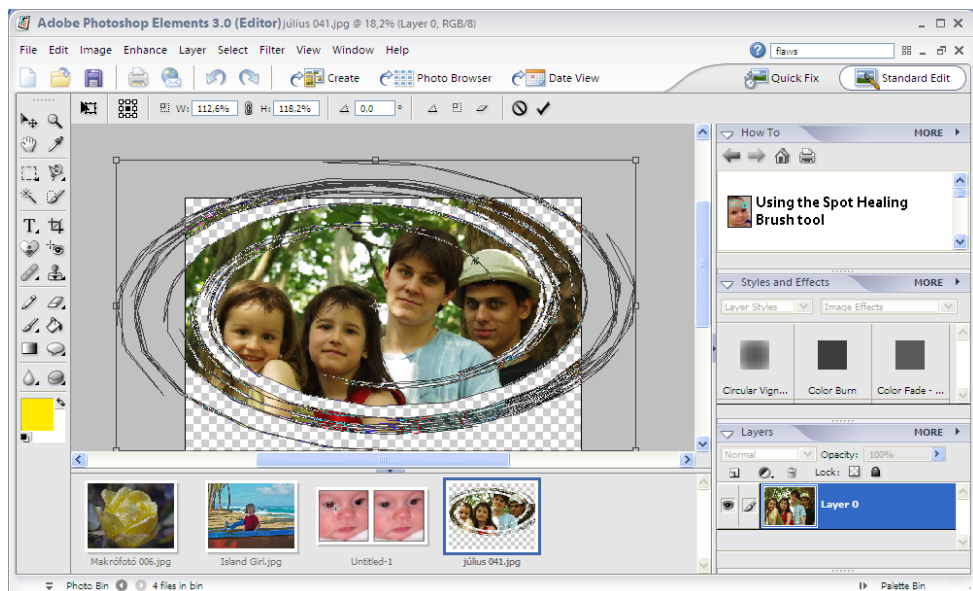 Adobe Photoshop Elements 3.0 (Editor) július 041.jpg @ 18,2% (Layer 0, RGB/8)
File Edit Image Enhance Layer Select Filter View Window Help flaws
Create Photo Browser Date View Quick Fix Standard Edit
W: 112,6% H: 118,2% 0,0 °
How To MORE
Using the Spot Healing
Brush tool
Styles and Effects MORE
Layer Styles Image Effects
Circular Vign... Color Burn Color Fade - ...
Layers MORE
Normal Opacity: 100%
Lock:
Layer 0
Makrófotó 006.jpg Island Girl.jpg Untitled-1 július 041.jpg
Photo Bin 4 files in bin Palette Bin